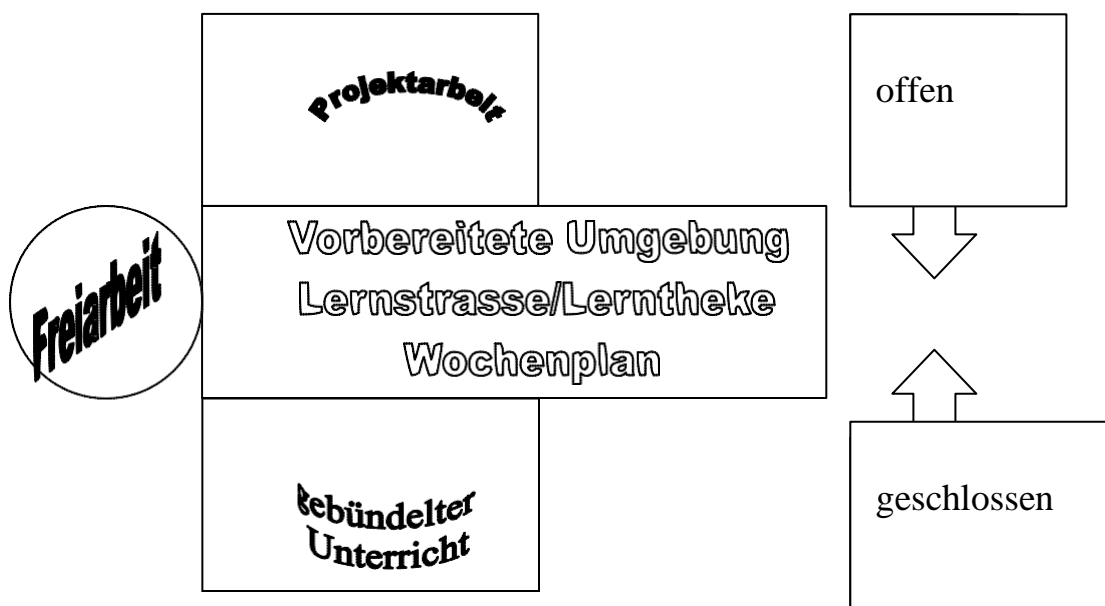 Projektarbeit
offen
Vorbereitete Umgebung
Lernstrasse/Lerntheke
Wochenplan
Freiarbeit
gebündelter
Unterricht
geschlossen